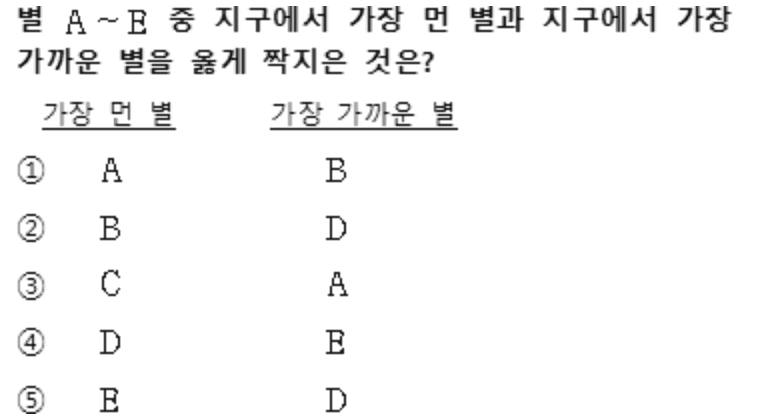 별 A ~ E 중 지구에서 가장 먼 별과 지구에서 가장
가까운 별을 옳게 짝지은 것은?
가장 먼 별 가장 가까운 별
① A B
② B D
③ C A
④ D E
⑤ E D